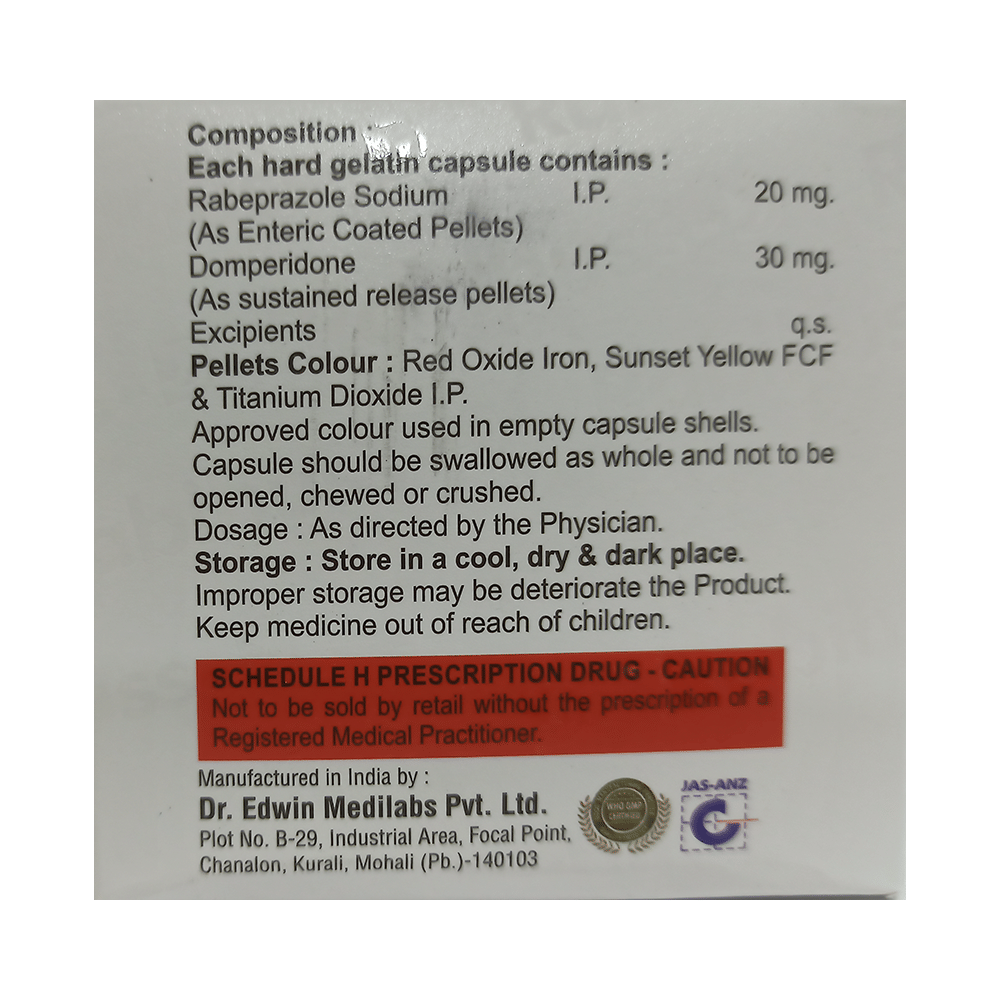 Composition :
Each hard gelatin capsule contains :
Rabeprazole Sodium I.P. 20 mg.
(As Enteric Coated Pellets)
Domperidone I.P. 30 mg.
(As sustained release pellets)
Excipients q.s.
Pellets Colour : Red Oxide Iron, Sunset Yellow FCF
& Titanium Dioxide I.P.
Approved colour used in empty capsule shells.
Capsule should be swallowed as whole and not to be
opened, chewed or crushed.
Dosage : As directed by the Physician.
Storage : Store in a cool, dry & dark place.
Improper storage may be deteriorate the Product.
Keep medicine out of reach of children.
SCHEDULE H PRESCRIPTION DRUG - CAUTION
Not to be sold by retail without the prescription of a
Registered Medical Practitioner.
Manufactured in India by :
Dr. Edwin Medilabs Pvt. Ltd.
Plot No. B-29, Industrial Area, Focal Point,
Chanalon, Kurali, Mohali (Pb.)-140103
WHO GMP
JAS-ANZ